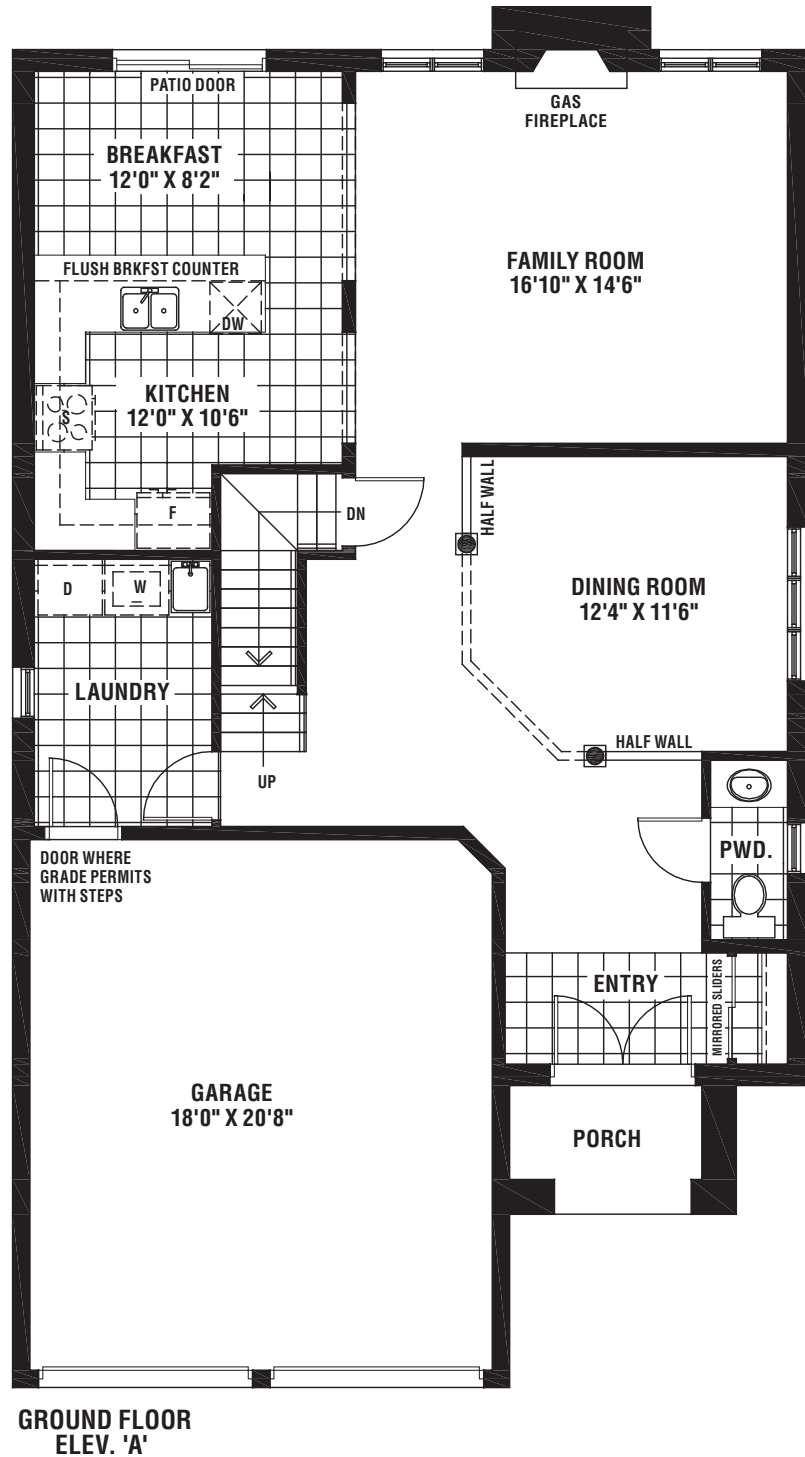 PATIO DOOR
GAS
FIREPLACE
BREAKFAST
12'0" X 8'2"
FLUSH BRKFST COUNTER
DW
FAMILY ROOM
16'10" X 14'6"
KITCHEN
12'0" X 10'6"
S
F
DN
HALF WALL
D
W
DINING ROOM
12'4" X 11'6"
LAUNDRY
UP
HALF WALL
PWD.
DOOR WHERE
GRADE PERMITS
WITH STEPS
ENTRY
MIRRORED SLIDERS
GARAGE
18'0" X 20'8"
PORCH
GROUND FLOOR
ELEV. 'A'